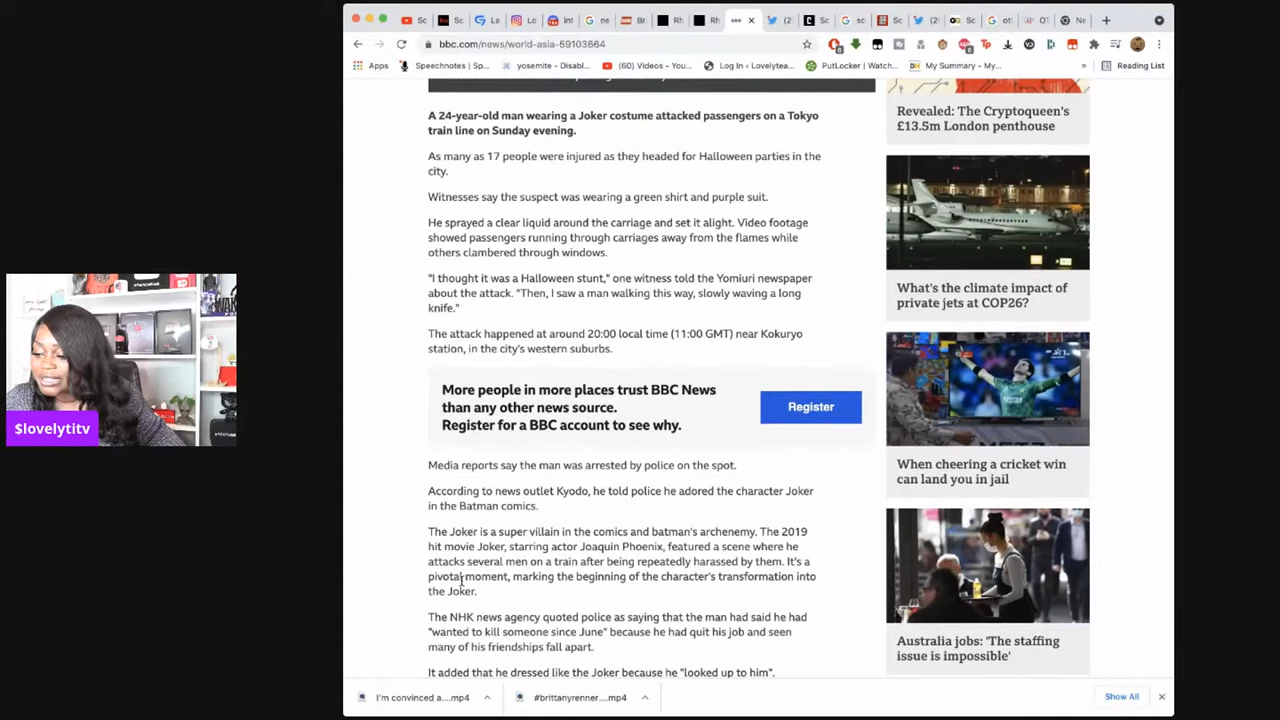 bbc.com/news/world-asia-59103664
Apps
Speechnotes | Sp...
yosemite - Disabl...
(60) Videos - You...
Log In ‹ Lovelytea...
PutLocker | Watch...
My Summary - My...
»
Reading List
A 24-year-old man wearing a Joker costume attacked passengers on a Tokyo
train line on Sunday evening.
As many as 17 people were injured as they headed for Halloween parties in the
city.
Witnesses say the suspect was wearing a green shirt and purple suit.
He sprayed a clear liquid around the carriage and set it alight. Video footage
showed passengers running through carriages away from the flames while
others clambered through windows.
"I thought it was a Halloween stunt," one witness told the Yomiuri newspaper
about the attack. "Then, I saw a man walking this way, slowly waving a long
knife."
The attack happened at around 20:00 local time (11:00 GMT) near Kokuryo
station, in the city's western suburbs.
More people in more places trust BBC News
than any other news source.
Register for a BBC account to see why.
Register
Media reports say the man was arrested by police on the spot.
According to news outlet Kyodo, he told police he adored the character Joker
in the Batman comics.
The Joker is a super villain in the comics and batman's archenemy. The 2019
hit movie Joker, starring actor Joaquin Phoenix, featured a scene where he
attacks several men on a train after being repeatedly harassed by them. It's a
pivotal moment, marking the beginning of the character's transformation into
the Joker.
The NHK news agency quoted police as saying that the man had said he had
"wanted to kill someone since June" because he had quit his job and seen
many of his friendships fall apart.
It added that he dressed like the Joker because he "looked up to him".
Revealed: The Cryptoqueen's
£13.5m London penthouse
What's the climate impact of
private jets at COP26?
When cheering a cricket win
can land you in jail
Australia jobs: 'The staffing
issue is impossible'
$lovelytitv
I'm convinced a....mp4
#brittanyrenner....mp4
Show All